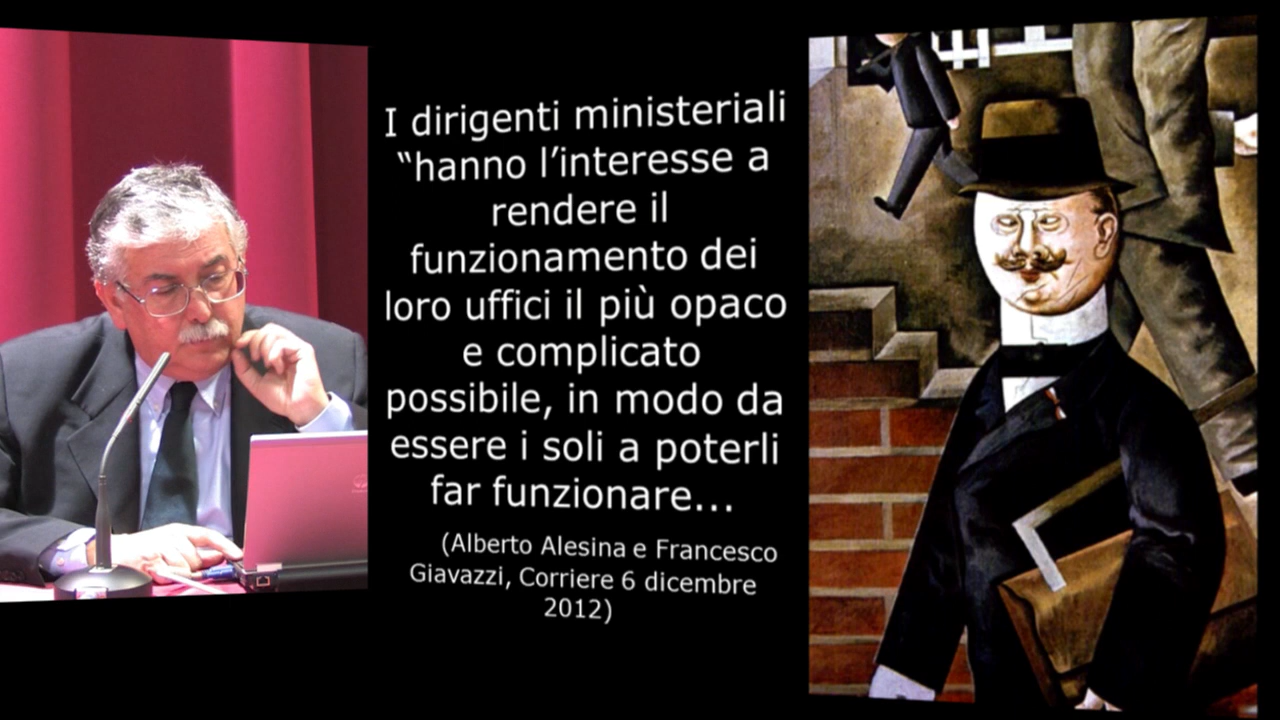 I dirigenti ministeriali
“hanno l’interesse a
rendere il
funzionamento dei
loro uffici il più opaco
e complicato
possibile, in modo da
essere i soli a poterli
far funzionare...
(Alberto Alesina e Francesco
Giavazzi, Corriere 6 dicembre
2012)